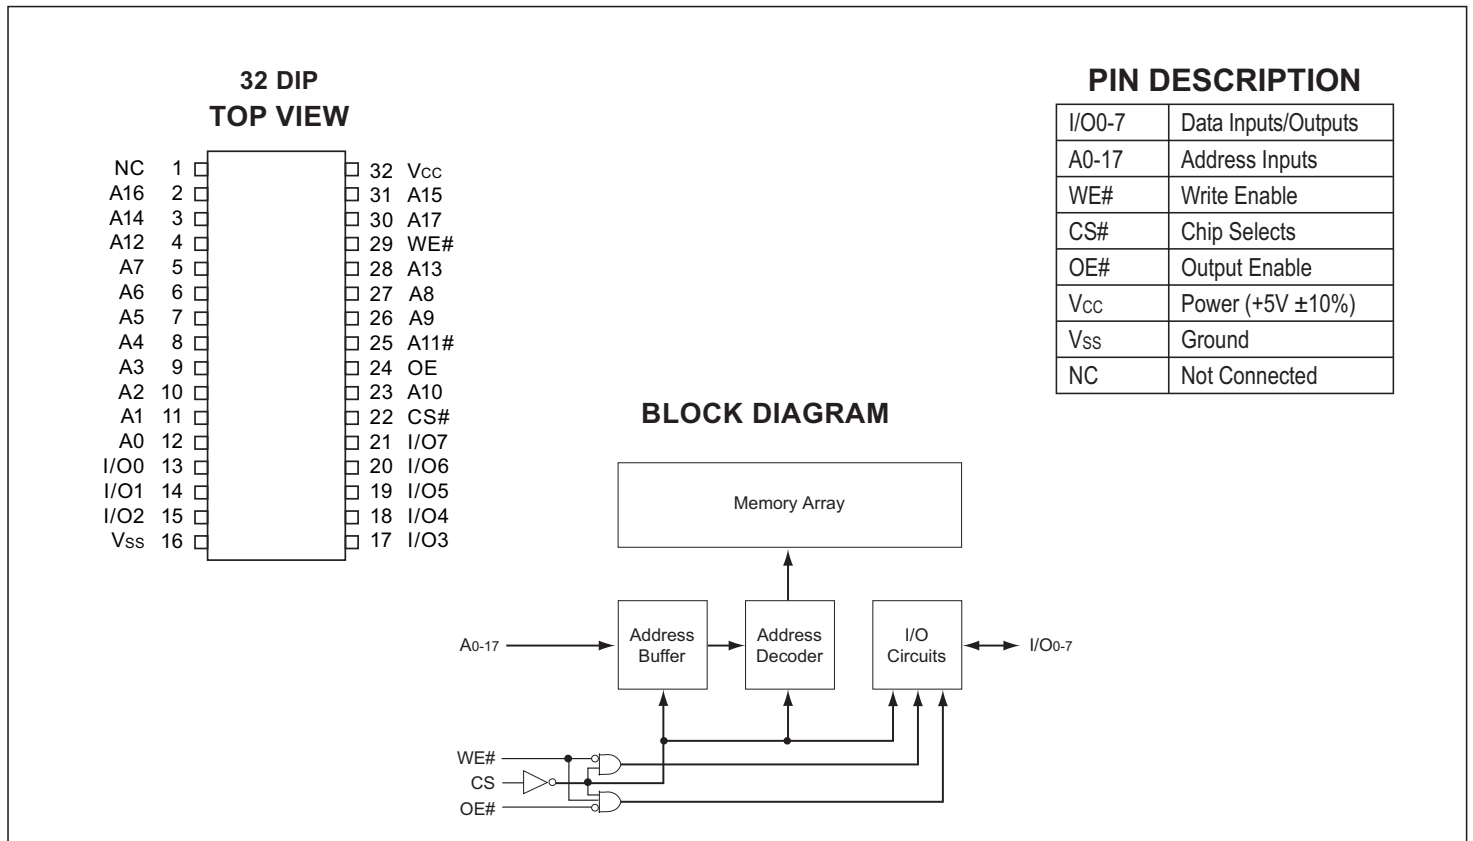 32 DIP
TOP VIEW
NC 1
A16 2
A14 3
A12 4
A7 5
A6 6
A5 7
A4 8
A3 9
A2 10
A1 11
A0 12
I/O0 13
I/O1 14
I/O2 15
Vss 16
32 Vcc
31 A15
30 A17
29 WE#
28 A13
27 A8
26 A9
25 A11#
24 OE
23 A10
22 CS#
21 I/O7
20 I/O6
19 I/O5
18 I/O4
17 I/O3
PIN DESCRIPTION
I/O0-7 Data Inputs/Outputs
A0-17 Address Inputs
WE# Write Enable
CS# Chip Selects
OE# Output Enable
Vcc Power (+5V ±10%)
Vss Ground
NC Not Connected
BLOCK DIAGRAM
Memory Array
A0-17
Address
Buffer
Address
Decoder
I/O
Circuits
I/O0-7
WE#
CS
OE#